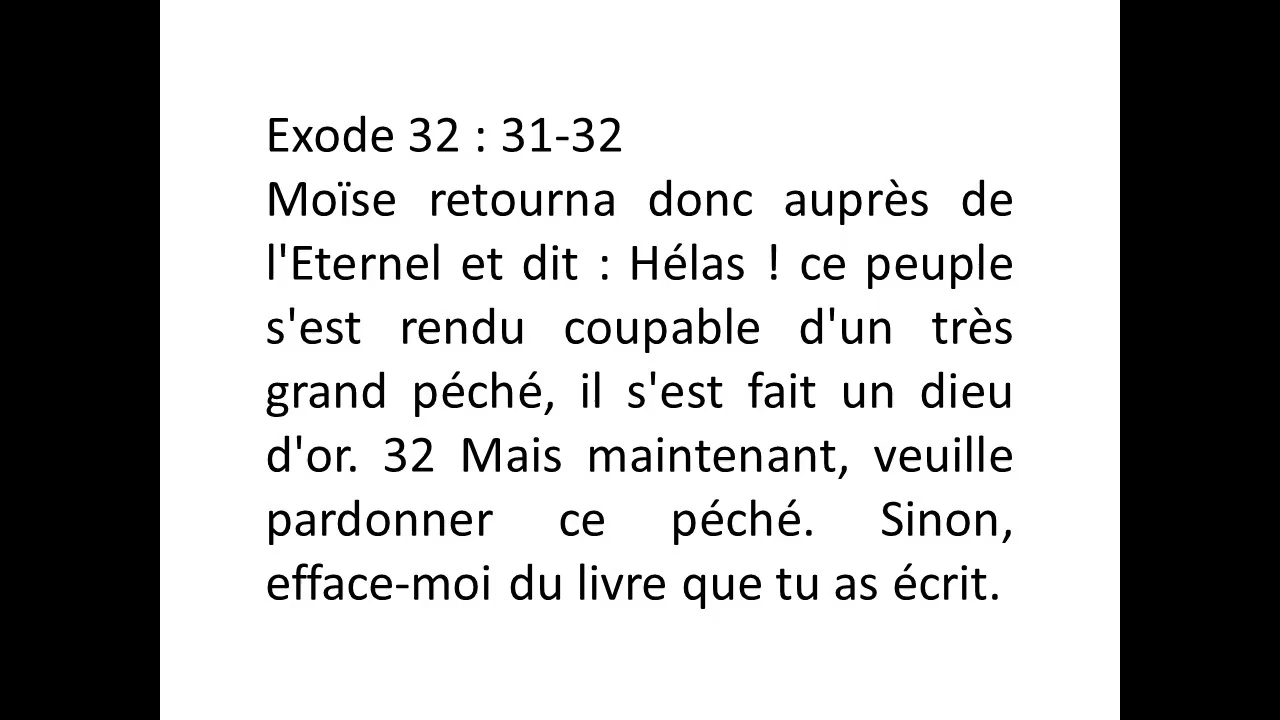 Exode 32 : 31-32
Moïse retourna donc auprès de
l'Eternel et dit : Hélas ! ce peuple
s'est rendu coupable d'un très
grand péché, il s'est fait un dieu
d'or. 32 Mais maintenant, veuille
pardonner ce péché. Sinon,
efface-moi du livre que tu as écrit.